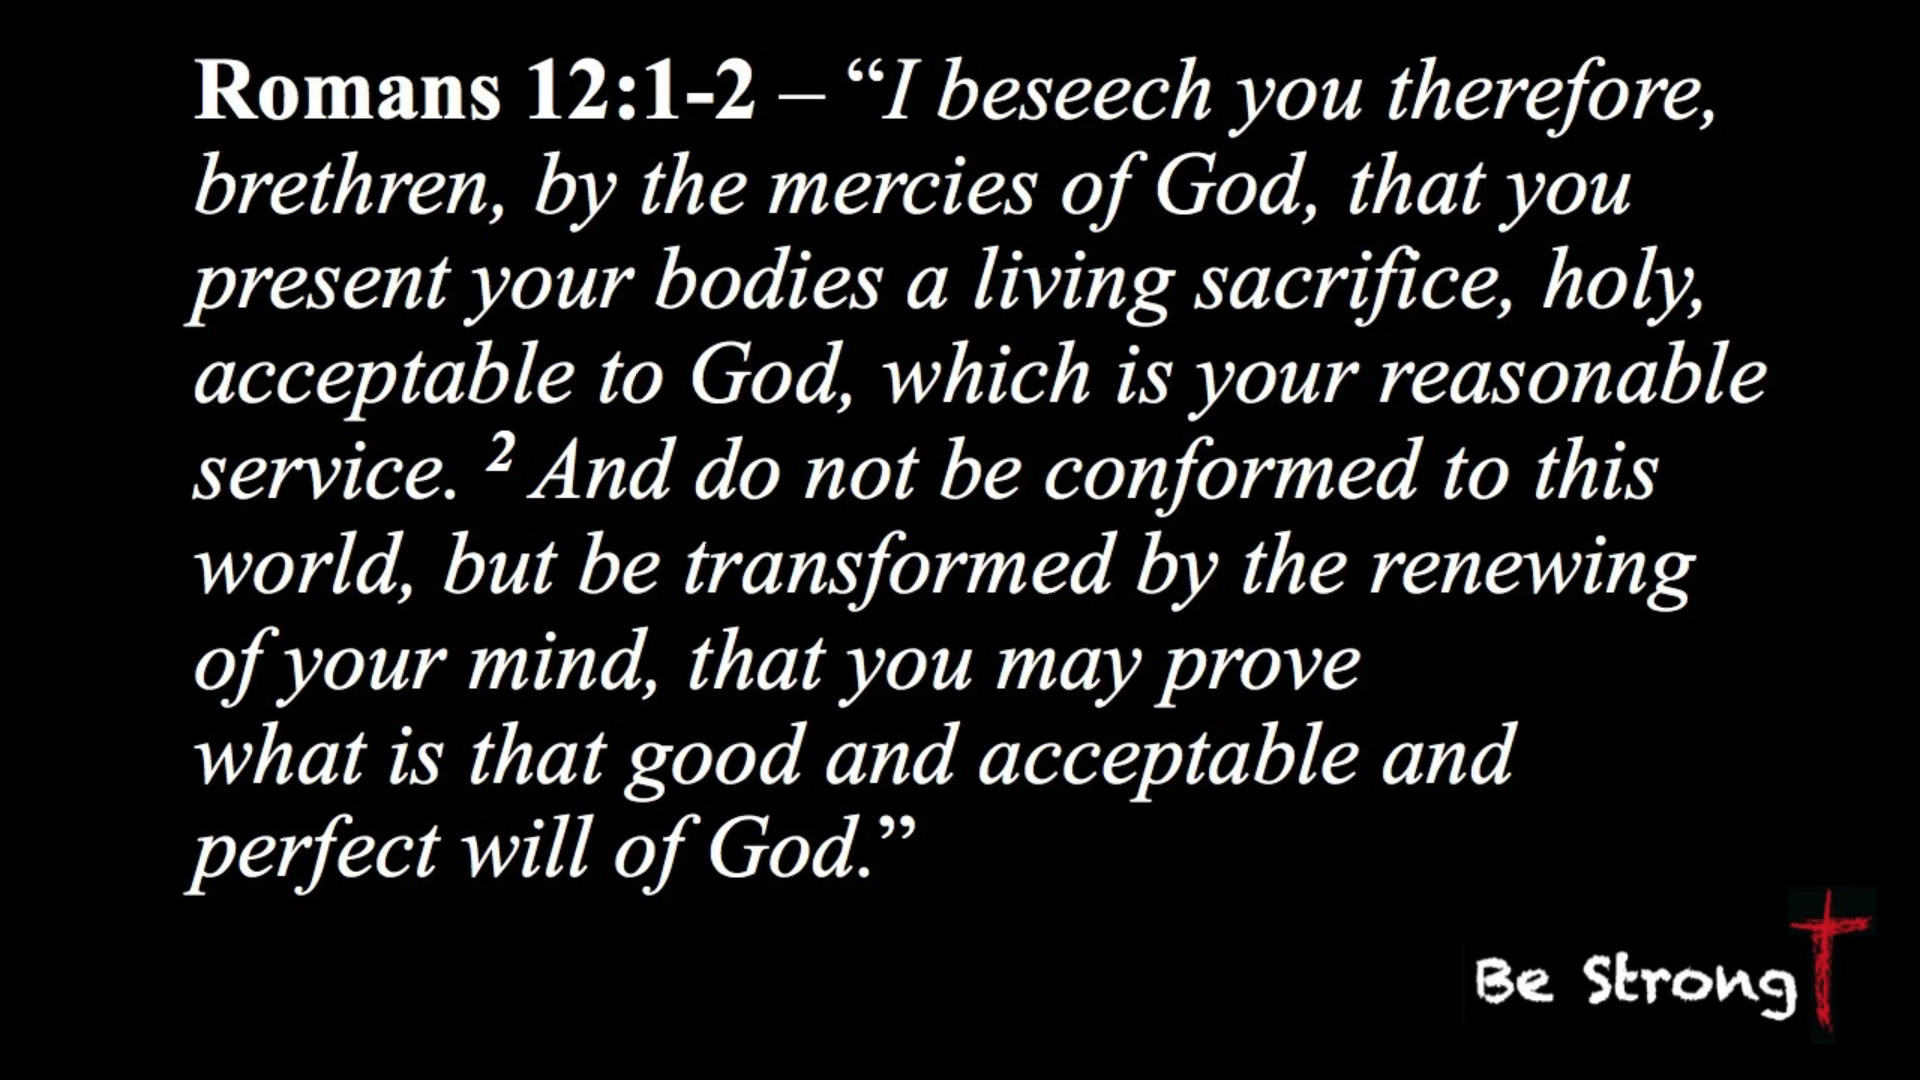 Romans 12:1-2 – “I beseech you therefore,
brethren, by the mercies of God, that you
present your bodies a living sacrifice, holy,
acceptable to God, which is your reasonable
service. ² And do not be conformed to this
world, but be transformed by the renewing
of your mind, that you may prove
what is that good and acceptable and
perfect will of God.”
Be Strong